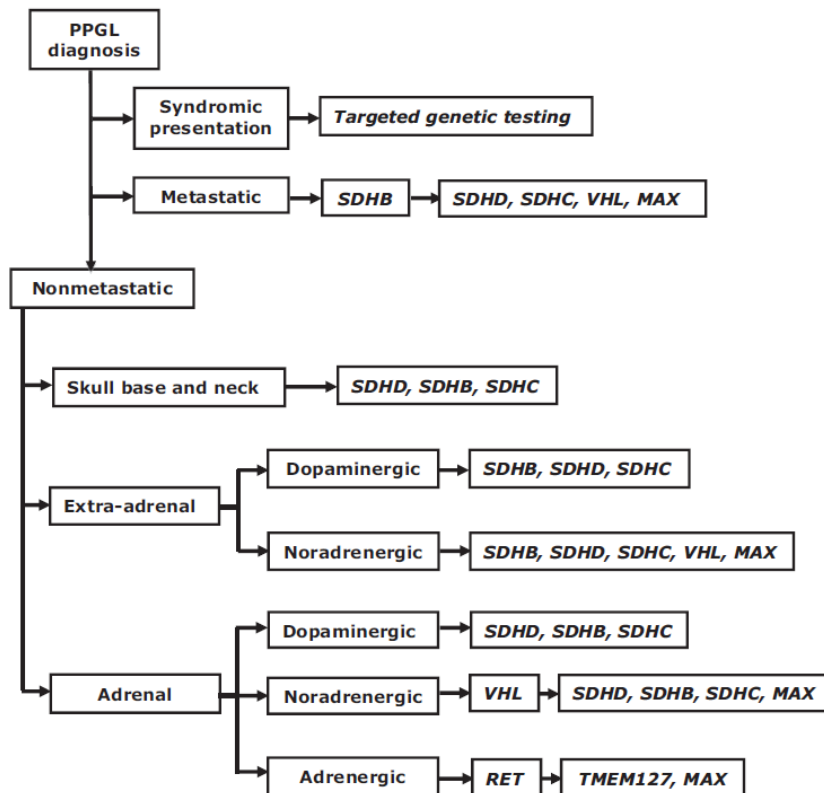 PPGL
diagnosis
Syndromic
presentation
Targeted genetic testing
Metastatic
SDHB
SDHD, SDHC, VHL, MAX
Nonmetastatic
Skull base and neck
SDHD, SDHB, SDHC
Extra-adrenal
Dopaminergic
SDHB, SDHD, SDHC
Noradrenergic
SDHB, SDHD, SDHC, VHL, MAX
Adrenal
Dopaminergic
SDHD, SDHB, SDHC
Noradrenergic
VHL
SDHD, SDHB, SDHC, MAX
Adrenergic
RET
TMEM127, MAX